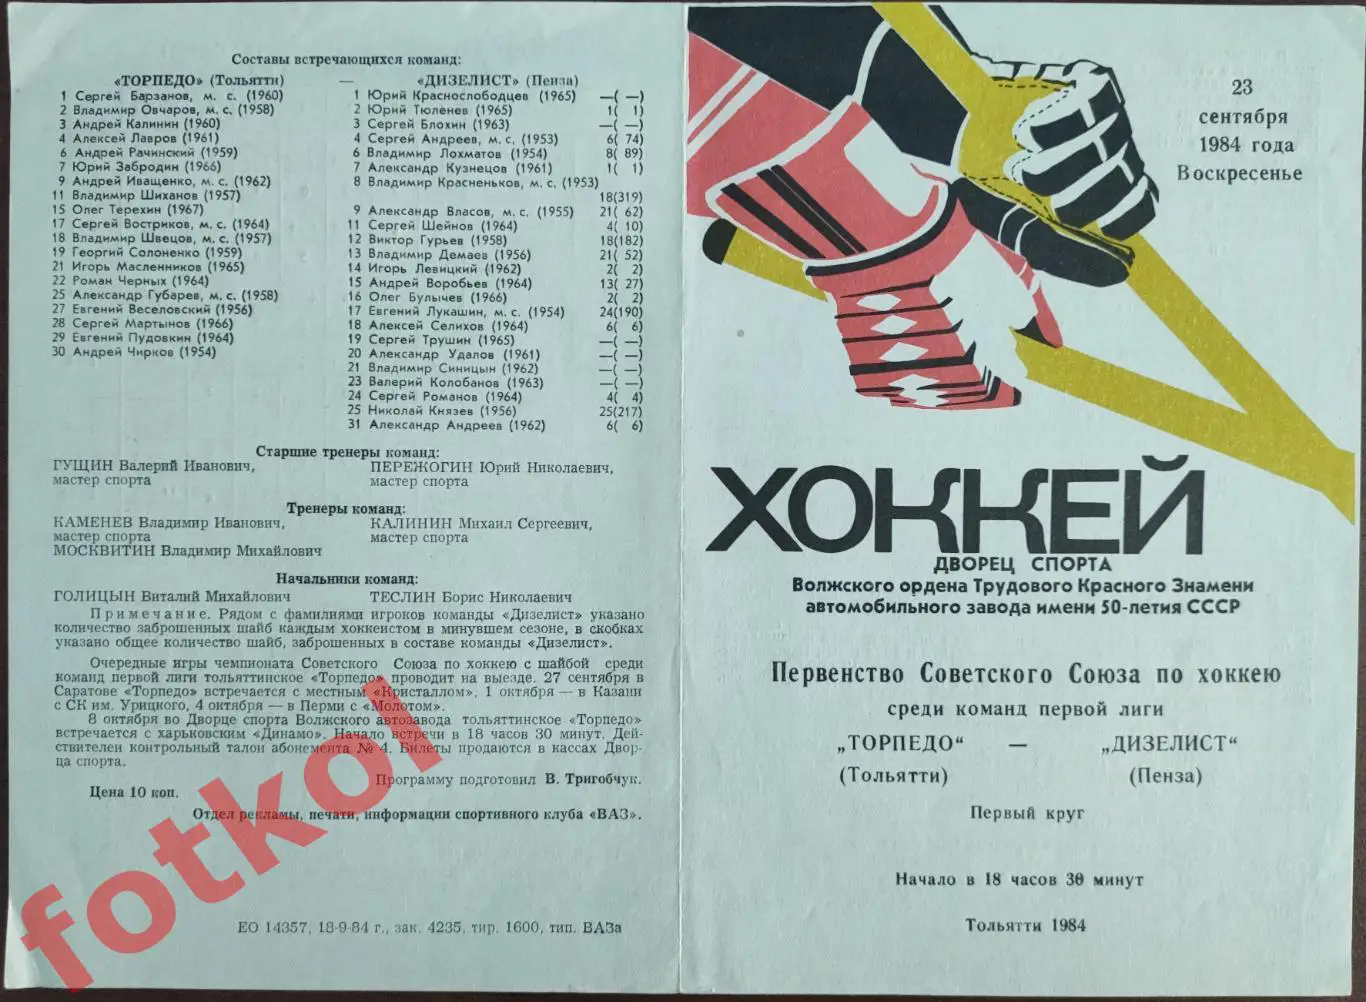 Составы встречающихся команд:
«ТОРПЕДО» (Тольятти) — «ДИЗЕЛИСТ» (Пенза)
1 Сергей Барзанов, м. с. (1960)
2 Владимир Овчаров, м. с. (1958)
3 Андрей Калинин (1960)
4 Алексей Лавров (1961)
6 Андрей Рачинский (1959)
7 Юрий Забродин (1966)
9 Андрей Иващенко, м. с. (1962)
11 Владимир Шиханов (1957)
15 Олег Терехин (1967)
17 Сергей Востриков, м. с. (1964)
18 Владимир Швецов, м. с. (1957)
19 Георгий Солоненко (1959)
21 Игорь Масленников (1965)
22 Роман Черных (1964)
25 Александр Губарев, м. с. (1958)
27 Евгений Веселовский (1956)
28 Сергей Мартынов (1966)
29 Евгений Пудовкин (1964)
30 Андрей Чирков (1954)
1 Юрий Краснослободцев (1965) —( —)
2 Юрий Тюленев (1965) 1( 1)
3 Сергей Блохин (1963) —( —)
4 Сергей Андреев, м. с. (1953) 6( 74)
6 Владимир Лохматов (1954) 8( 89)
7 Александр Кузнецов (1961) 1( 1)
8 Владимир Красненьков, м. с. (1953)
18(319)
9 Александр Власов, м. с. (1955) 21( 62)
11 Сергей Шейнов (1964) 4( 10)
12 Виктор Гурьев (1958) 18(182)
13 Владимир Демаев (1956) 21( 52)
14 Игорь Левицкий (1962) 2( 2)
15 Андрей Воробьев (1964) 13( 27)
16 Олег Булычев (1966) 2( 2)
17 Евгений Лукашин, м. с. (1954) 24(190)
18 Алексей Селихов (1964) 6( 6)
19 Сергей Трушин (1965) —( —)
20 Александр Удалов (1961) —( —)
21 Владимир Синицын (1962) —( —)
23 Валерий Колобанов (1963) —( —)
24 Сергей Романов (1964) 4( 4)
25 Николай Князев (1956) 25(217)
31 Александр Андреев (1962) 6( 6)
Старшие тренеры команд:
ГУЩИН Валерий Иванович, ПЕРЕЖОГИН Юрий Николаевич,
мастер спорта мастер спорта
Тренеры команд:
КАМЕНЕВ Владимир Иванович, КАЛИНИН Михаил Сергеевич,
мастер спорта мастер спорта
МОСКВИТИН Владимир Михайлович
Начальники команд:
ГОЛИЦЫН Виталий Михайлович ТЕСЛИН Борис Николаевич
Примечание. Рядом с фамилиями игроков команды «Дизелист» указано
количество заброшенных шайб каждым хоккеистом в минувшем сезоне, в скобках
указано общее количество шайб, заброшенных в составе команды «Дизелист».
Очередные игры чемпионата Советского Союза по хоккею с шайбой среди
команд первой лиги тольяттинское «Торпедо» проводит на выезде. 27 сентября в
Саратове «Торпедо» встречается с местным «Кристаллом», 1 октября — в Казани
с СК им. Урицкого, 4 октября — в Перми с «Молотом».
8 октября во Дворце спорта Волжского автозавода тольяттинское «Торпедо»
встречается с харьковским «Динамо». Начало встречи в 18 часов 30 минут. Дей-
ствителен контрольный талон абонемента № 4. Билеты продаются в кассах Двор-
ца спорта.
Программу подготовил В. Тригобчук.
Цена 10 коп.
Отдел рекламы, печати, информации спортивного клуба «ВАЗ».
ЕО 14357, 18-9-84 г., зак. 4235, тир. 1600, тип. ВАЗа
fotkol
23
сентября
1984 года
Воскресенье
ХОККЕЙ
ДВОРЕЦ СПОРТА
Волжского ордена Трудового Красного Знамени
автомобильного завода имени 50-летия СССР
Первенство Советского Союза по хоккею
среди команд первой лиги
„ТОРПЕДО“ — „ДИЗЕЛИСТ“
(Тольятти) (Пенза)
Первый круг
Начало в 18 часов 30 минут
Тольятти 1984